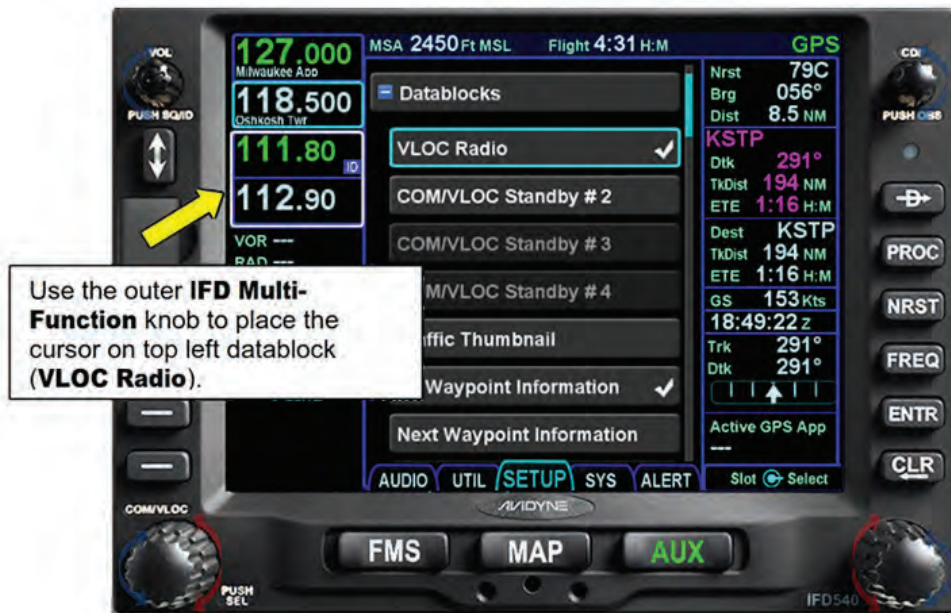 VOL
PUSH SQ/ID
127.000
Milwaukee App
118.500
Oshkosh Twr
111.80
ID
112.90
VOR ---
RAD ---
Use the outer IFD Multi-
Function knob to place the
cursor on top left datablock
(VLOC Radio).
COM/VLOC
PUSH
SEL
MSA 2450 Ft MSL Flight 4:31 H:M GPS
Datablocks
VLOC Radio
COM/VLOC Standby # 2
COM/VLOC Standby # 3
M/VLOC Standby # 4
ffic Thumbnail
Waypoint Information
Next Waypoint Information
AUDIO UTIL SETUP SYS ALERT
Nrst 79C
Brg 056°
Dist 8.5 NM
KSTP
Dtk 291°
TkDist 194 NM
ETE 1:16 H:M
Dest KSTP
TkDist 194 NM
ETE 1:16 H:M
GS 153 Kts
18:49:22 Z
Trk 291°
Dtk 291°
Active GPS App
---
Slot Select
CDI
PUSH OBS
D
PROC
NRST
FREQ
ENTR
CLR
AVIDYNE
FMS MAP AUX
IFD540